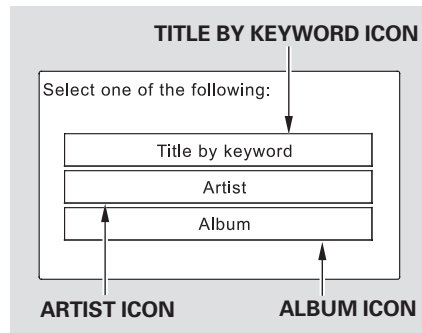 TITLE BY KEYWORD ICON
Select one of the following:
Title by keyword
Artist
Album
ARTIST ICON
ALBUM ICON